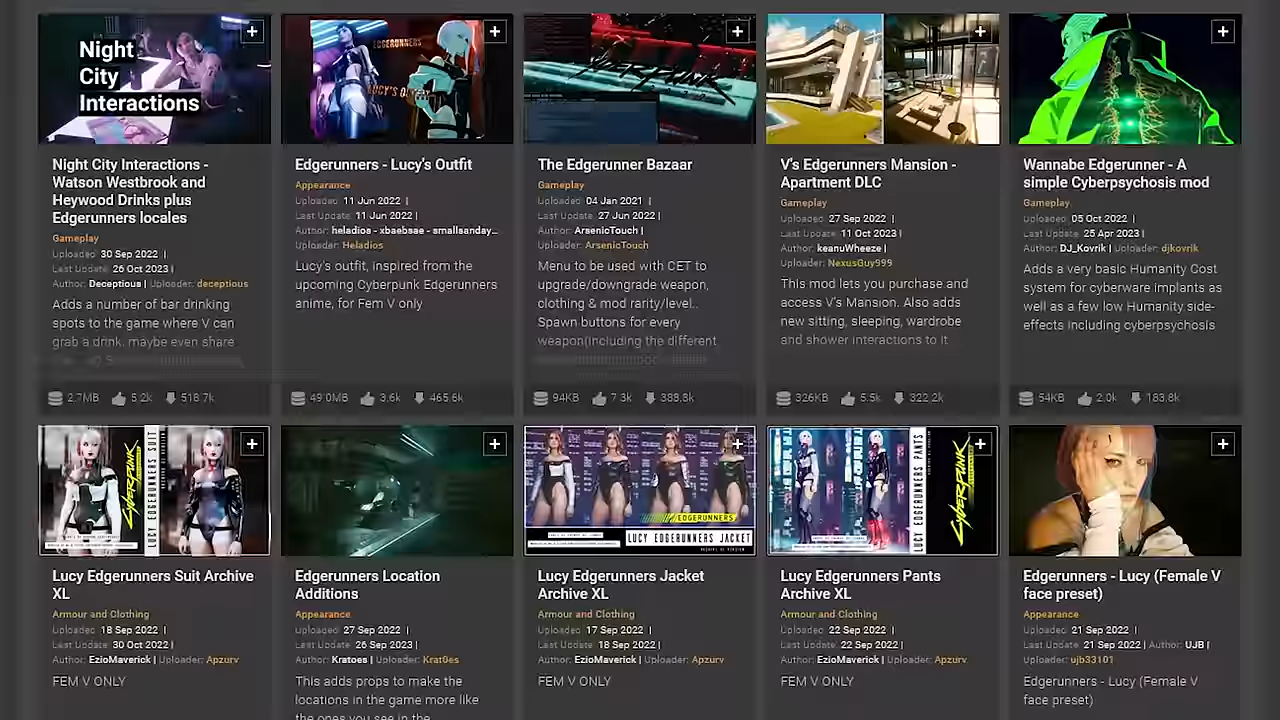 Night
City
Interactions
Night City Interactions -
Watson Westbrook and
Heywood Drinks plus
Edgerunners locales
Gameplay
Uploaded: 30 Sep 2022 |
Last Update: 26 Oct 2023 |
Author: Deceptious | Uploader: deceptious
Adds a number of bar drinking
spots to the game where V can
grab a drink, maybe even share
2.7MB 5.2k 518.7k
EDGERUNNERS
LUCY'S OUTFIT
Edgerunners - Lucy's Outfit
Appearance
Uploaded: 11 Jun 2022 |
Last Update: 11 Jun 2022 |
Author: heladios - xbaebsae - smallsanday...
Uploader: Heladios
Lucy's outfit, inspired from the
upcoming Cyberpunk Edgerunners
anime, for Fem V only
49.0MB 3.6k 465.6k
CYBERPUNK
The Edgerunner Bazaar
Gameplay
Uploaded: 04 Jan 2021 |
Last Update: 27 Jun 2022 |
Author: ArsenicTouch |
Uploader: ArsenicTouch
Menu to be used with CET to
upgrade/downgrade weapon,
clothing & mod rarity/level..
Spawn buttons for every
weapon(including the different
94KB 7.3k 388.8k
V's Edgerunners Mansion -
Apartment DLC
Gameplay
Uploaded: 27 Sep 2022 |
Last Update: 11 Oct 2023 |
Author: keanuWheeze |
Uploader: NexusGuy999
This mod lets you purchase and
access V's Mansion. Also adds
new sitting, sleeping, wardrobe
and shower interactions to it
326KB 5.5k 322.2k
Wannabe Edgerunner - A
simple Cyberpsychosis mod
Gameplay
Uploaded: 05 Oct 2022 |
Last Update: 25 Apr 2023 |
Author: DJ_Kovrik | Uploader: djkovrik
Adds a very basic Humanity Cost
system for cyberware implants as
well as a few low Humanity side-
effects including cyberpsychosis
54KB 2.0k 183.8k
CYBERPUNK
LUCY EDGERUNNERS SUIT
Lucy Edgerunners Suit Archive
XL
Armour and Clothing
Uploaded: 18 Sep 2022 |
Last Update: 30 Oct 2022 |
Author: EzioMaverick | Uploader: Apzurv
FEM V ONLY
Edgerunners Location
Additions
Appearance
Uploaded: 27 Sep 2022 |
Last Update: 26 Sep 2023 |
Author: Kratoes | Uploader: Krat0es
This adds props to make the
locations in the game more like
the ones you see in the
EDGERUNNERS
LUCY EDGERUNNERS JACKET
Lucy Edgerunners Jacket
Archive XL
Armour and Clothing
Uploaded: 17 Sep 2022 |
Last Update: 18 Sep 2022 |
Author: EzioMaverick | Uploader: Apzurv
FEM V ONLY
LUCY EDGERUNNERS PANTS
CYBERPUNK
Lucy Edgerunners Pants
Archive XL
Armour and Clothing
Uploaded: 22 Sep 2022 |
Last Update: 22 Sep 2022 |
Author: EzioMaverick | Uploader: Apzurv
FEM V ONLY
Edgerunners - Lucy (Female V
face preset)
Appearance
Uploaded: 21 Sep 2022 |
Last Update: 21 Sep 2022 | Author: UJB |
Uploader: ujb33101
Edgerunners - Lucy (Female V
face preset)